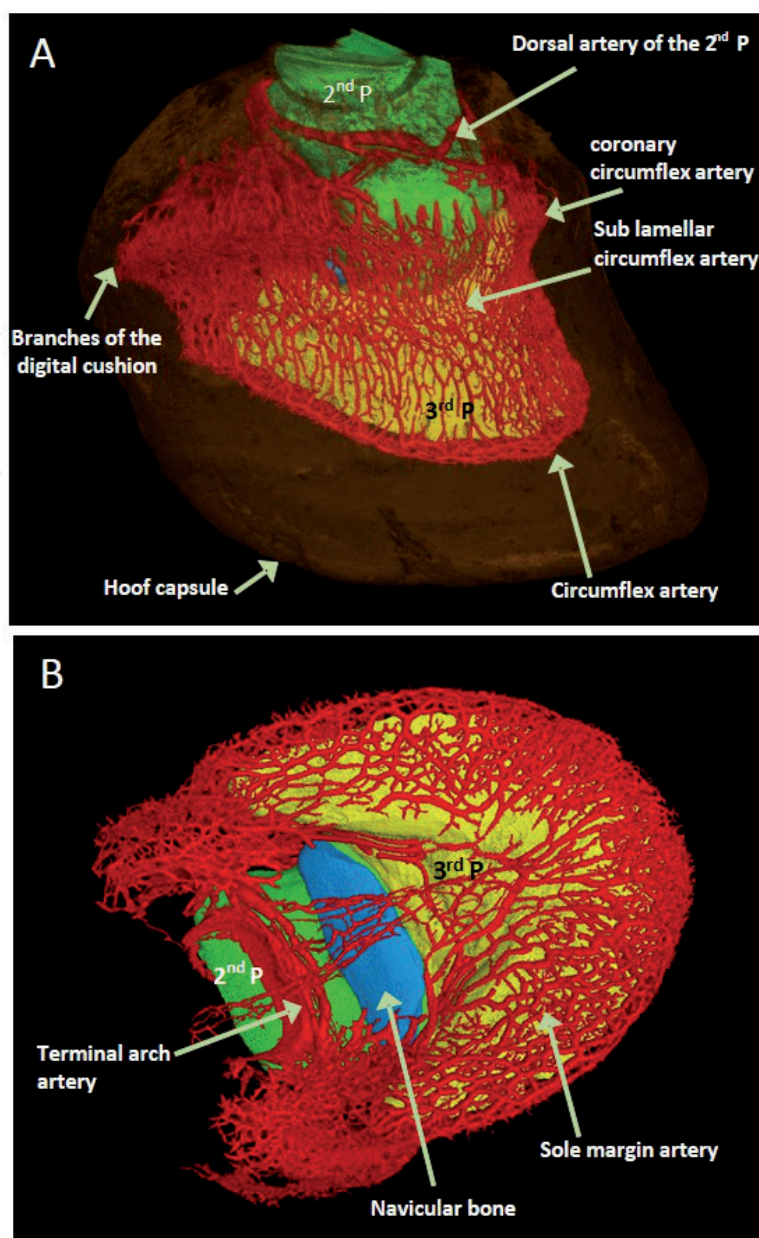 A
Dorsal artery of the 2nd P
2nd P
coronary
circumflex artery
Sub lamellar
circumflex artery
Branches of the
digital cushion
3rd P
Hoof capsule
Circumflex artery
B
3rd P
2nd P
Terminal arch
artery
Sole margin artery
Navicular bone